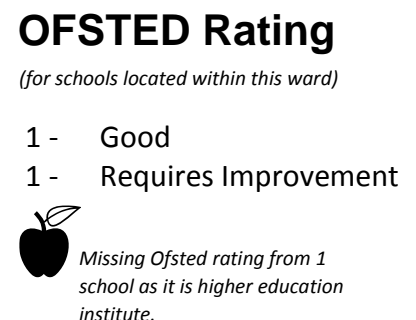 OFSTED Rating
(for schools located within this ward)
1 - Good
1 - Requires Improvement
Missing Ofsted rating from 1
school as it is higher education
institute.